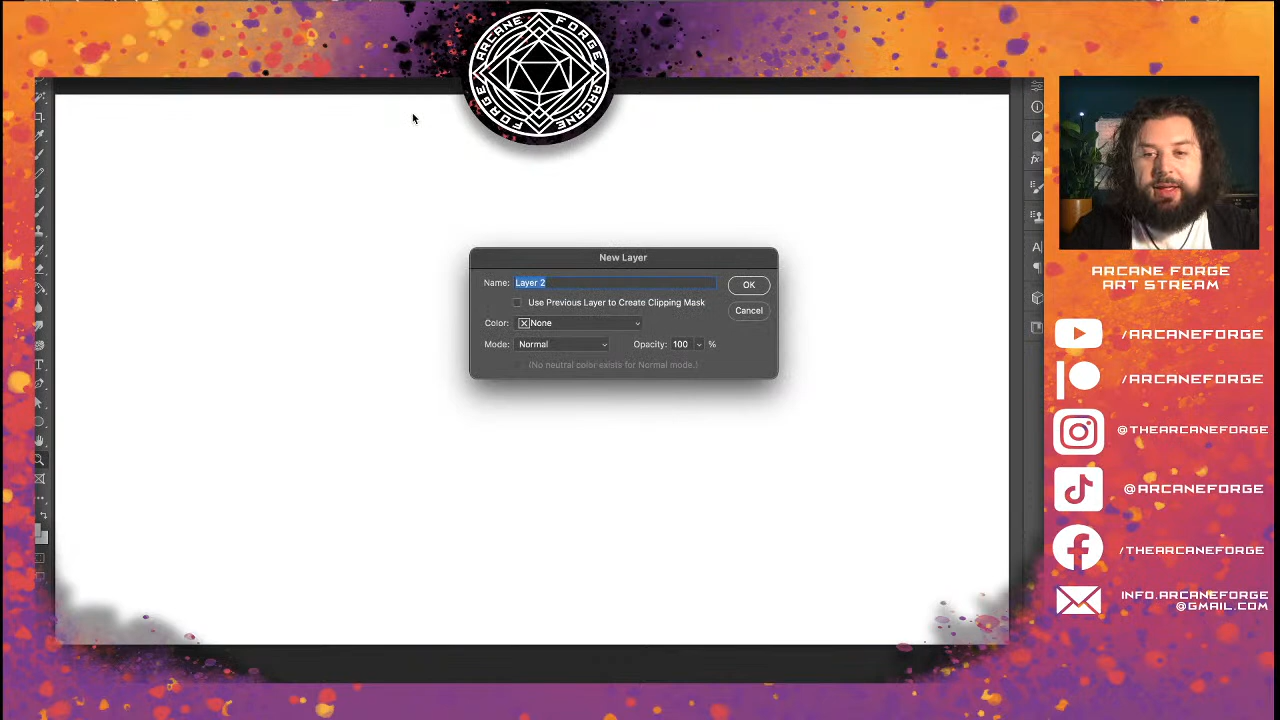 ARCANE FORGE
ARCANE FORGE
New Layer
Name: Layer 2
OK
Use Previous Layer to Create Clipping Mask
Cancel
Color: None
Mode: Normal Opacity: 100 %
(No neutral color exists for Normal mode.)
ARCANE FORGE
ART STREAM
/ARCANEFORGE
/ARCANEFORGE
@THEARCANEFORGE
@ARCANEFORGE
/THEARCANEFORGE
INFO.ARCANEFORGE
@GMAIL.COM